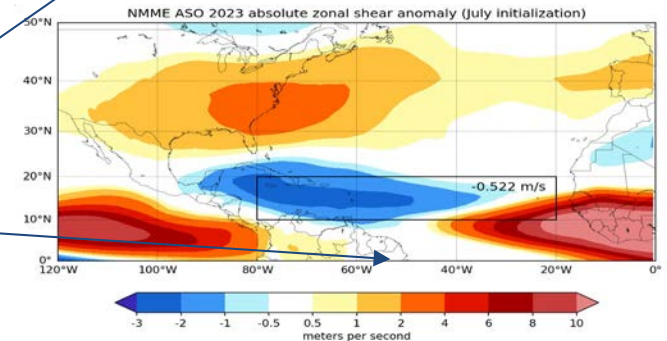 NMME ASO 2023 absolute zonal shear anomaly (July initialization)
50°N
40°N
30°N
20°N
-0.522 m/s
10°N
0°
120°W 100°W 80°W 60°W 40°W 20°W 0°
-3 -2 -1 -0.5 0.5 1 2 4 6 8 10
meters per second